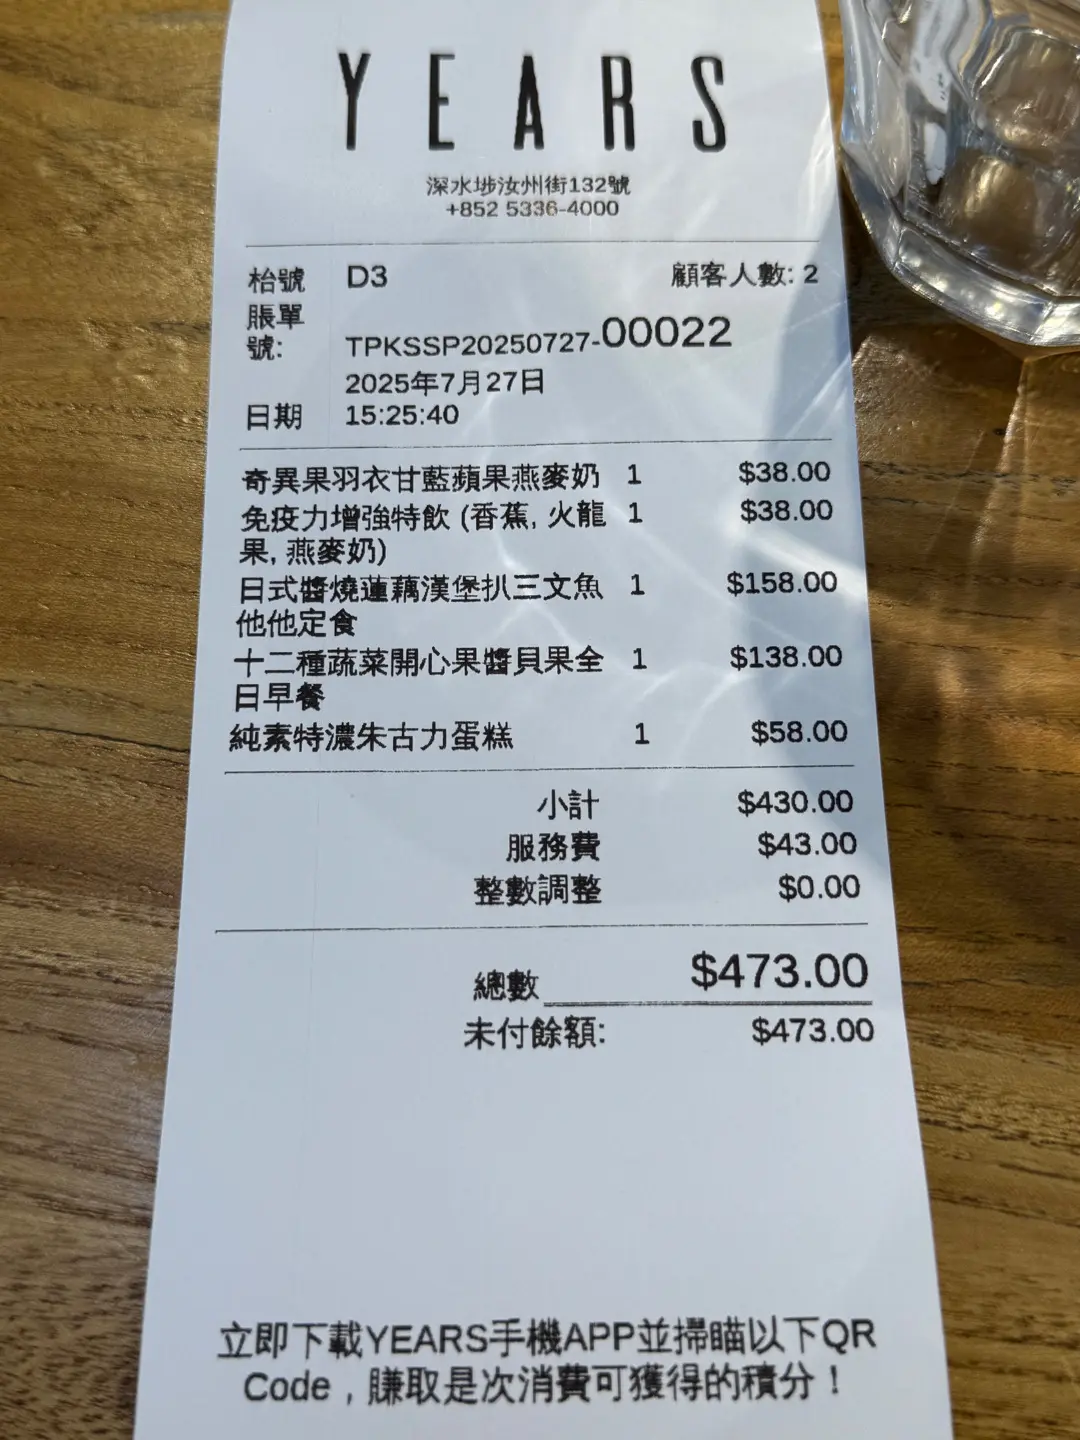 YEARS
深水埗汝州街132號
+852 5336-4000
枱號 D3 顧客人數: 2
賬單
號: TPKSSP20250727-00022
2025年7月27日
日期 15:25:40
奇異果羽衣甘藍蘋果燕麥奶 1 $38.00
免疫力增強特飲 (香蕉, 火龍 1 $38.00
果, 燕麥奶)
日式醬燒蓮藕漢堡扒三文魚 1 $158.00
他他定食
十二種蔬菜開心果醬貝果全 1 $138.00
日早餐
純素特濃朱古力蛋糕 1 $58.00
小計 $430.00
服務費 $43.00
整數調整 $0.00
總數 $473.00
未付餘額: $473.00
立即下載YEARS手機APP並掃瞄以下QR
Code，賺取是次消費可獲得的積分！